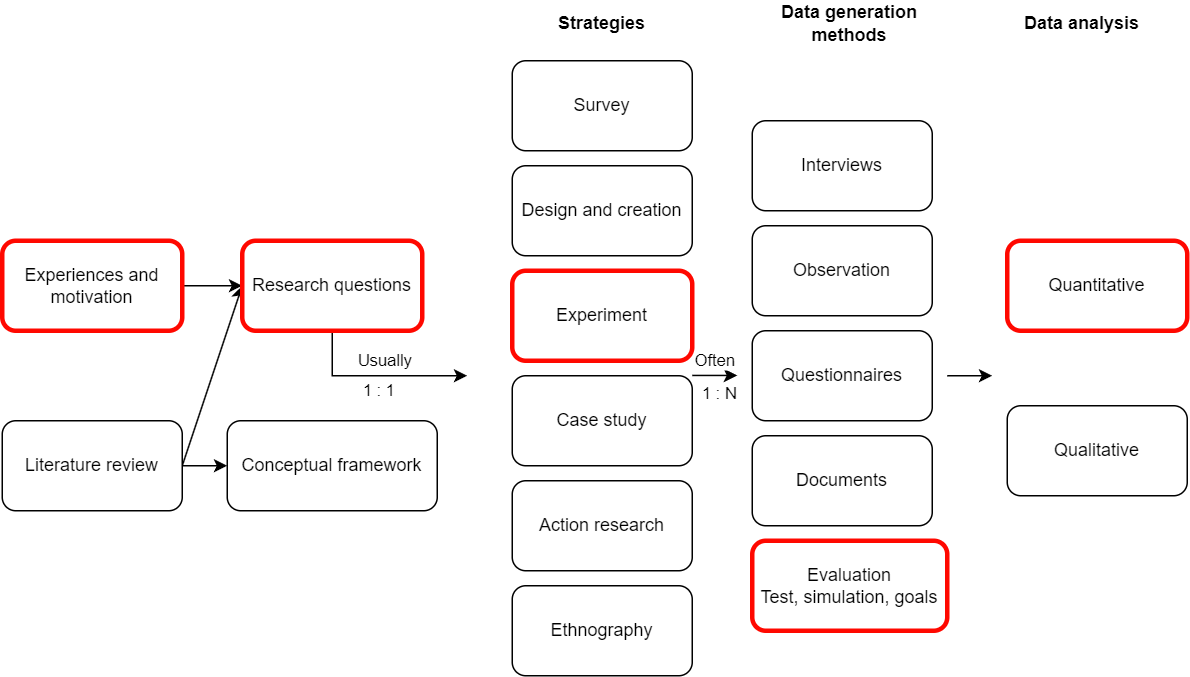 Strategies
Data generation
methods
Data analysis
Survey
Design and creation
Experiment
Case study
Action research
Ethnography
Interviews
Observation
Questionnaires
Documents
Evaluation
Test, simulation, goals
Quantitative
Qualitative
Experiences and
motivation
Research questions
Literature review
Conceptual framework
Usually
1 : 1
Often
1 : N